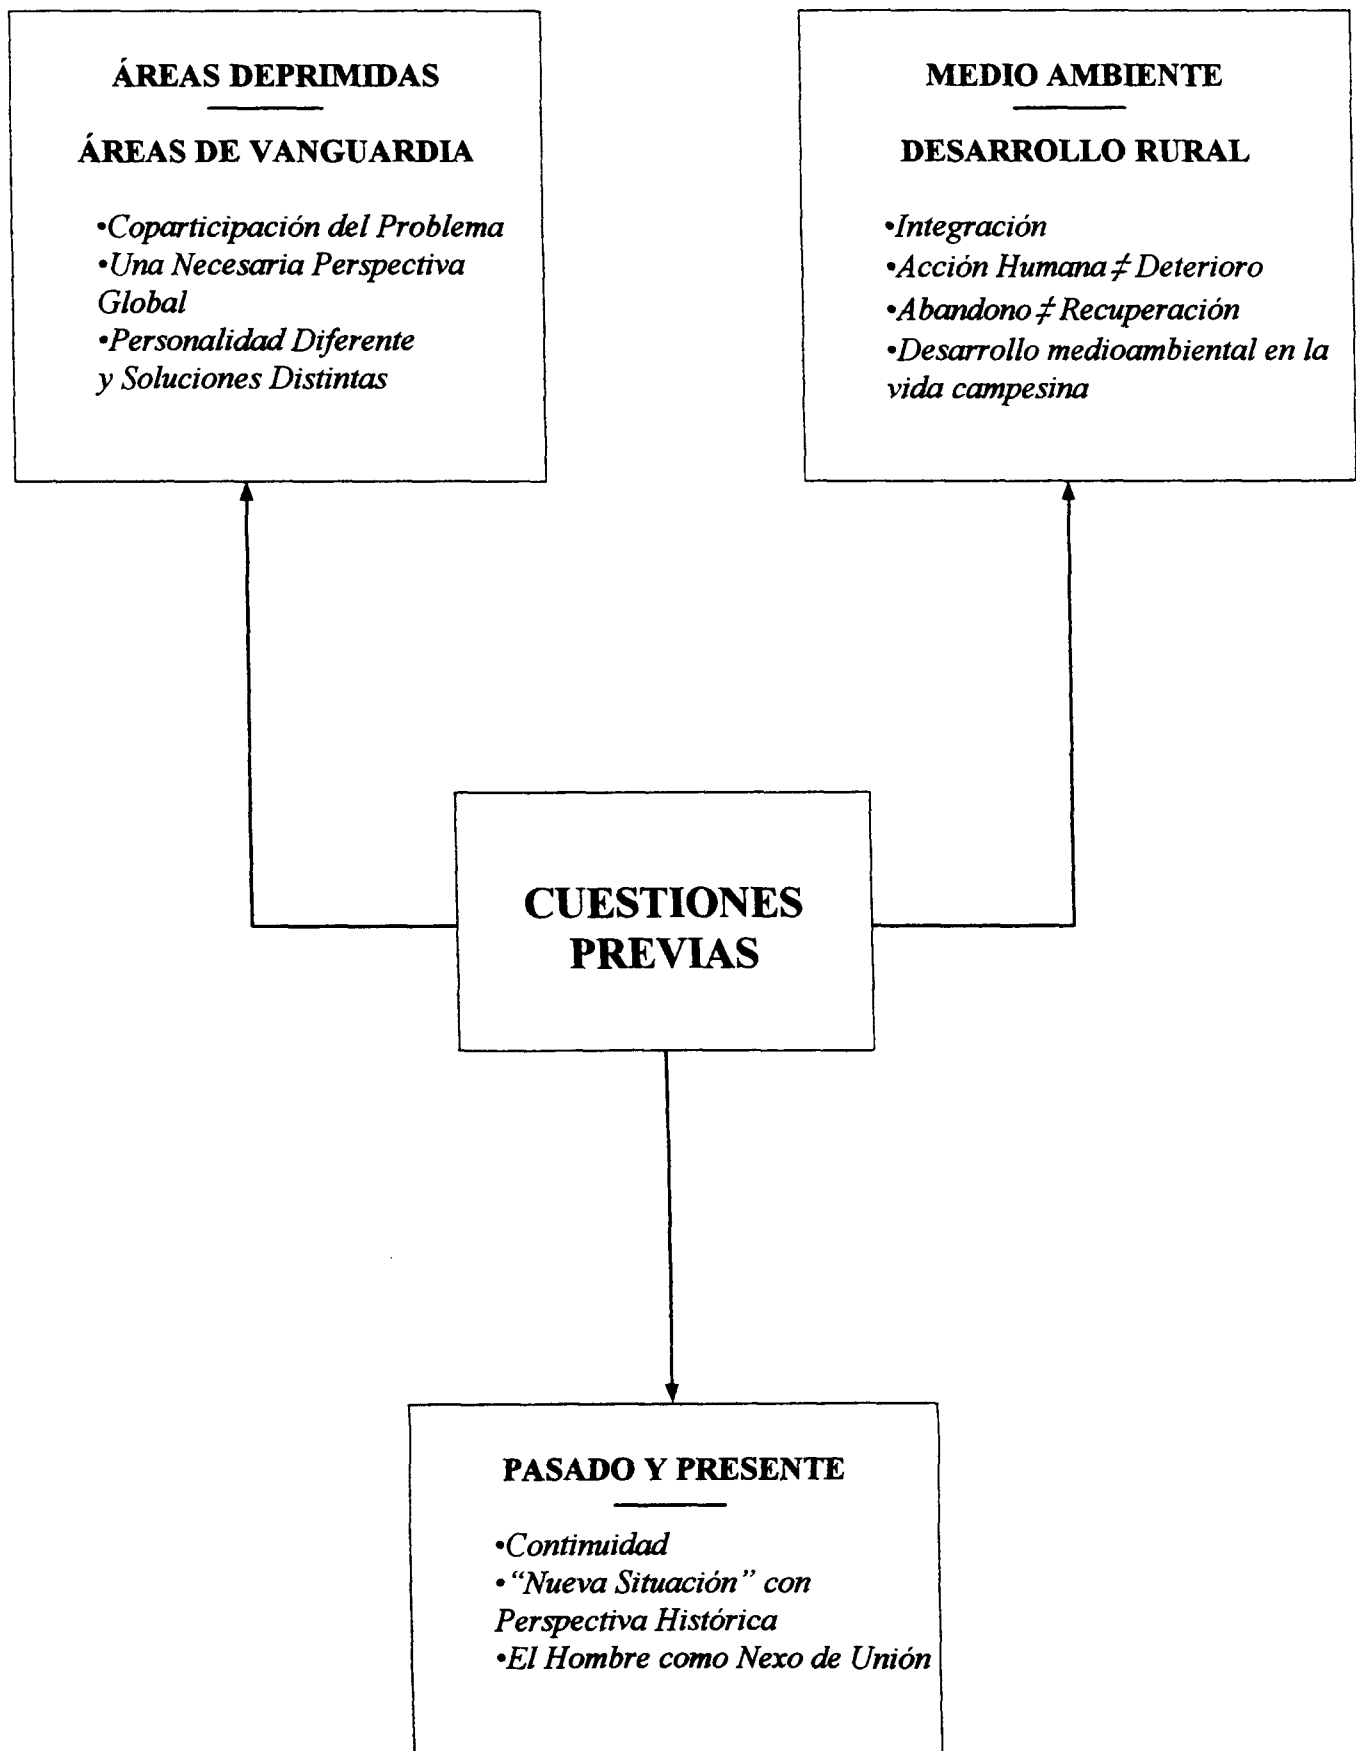 ÁREAS DEPRIMIDAS
ÁREAS DE VANGUARDIA
•Coparticipación del Problema
•Una Necesaria Perspectiva
Global
•Personalidad Diferente
y Soluciones Distintas
MEDIO AMBIENTE
DESARROLLO RURAL
•Integración
•Acción Humana ≠ Deterioro
•Abandono ≠ Recuperación
•Desarrollo medioambiental en la
vida campesina
CUESTIONES
PREVIAS
PASADO Y PRESENTE
•Continuidad
•“Nueva Situación” con
Perspectiva Histórica
•El Hombre como Nexo de Unión